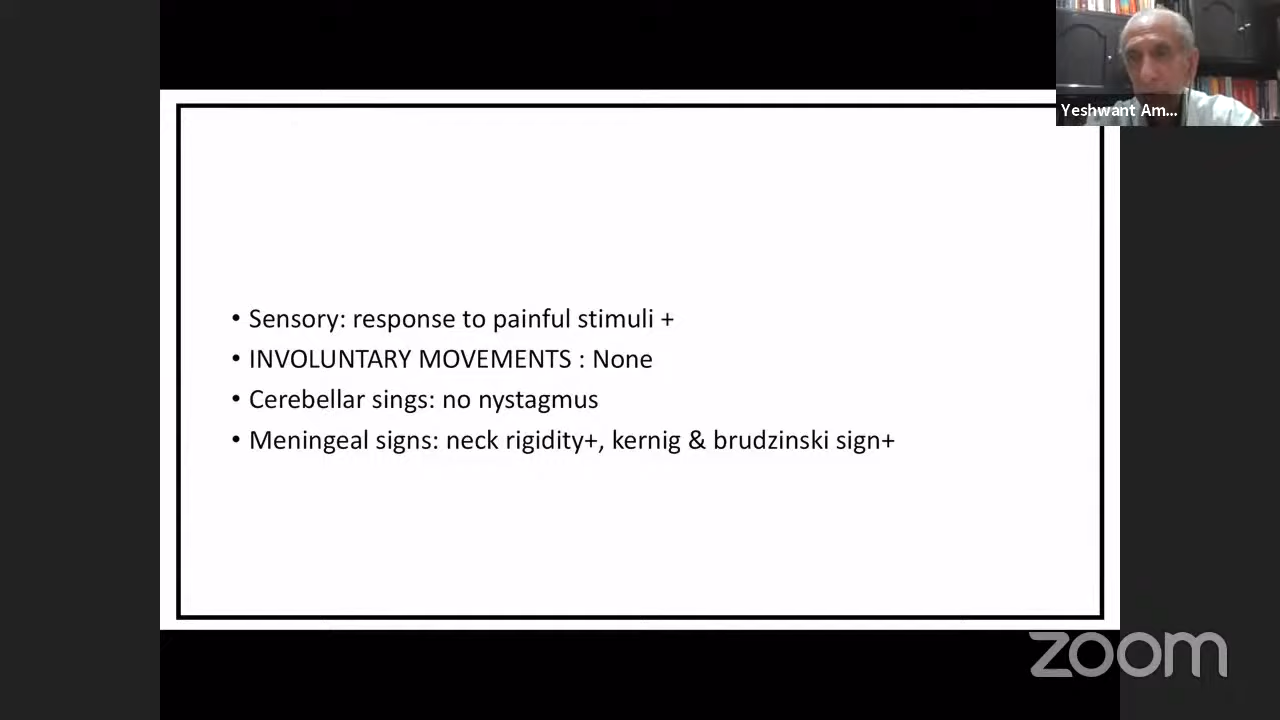 Yeshwant Am...
• Sensory: response to painful stimuli +
• INVOLUNTARY MOVEMENTS : None
• Cerebellar sings: no nystagmus
• Meningeal signs: neck rigidity+, kernig & brudzinski sign+
zoom